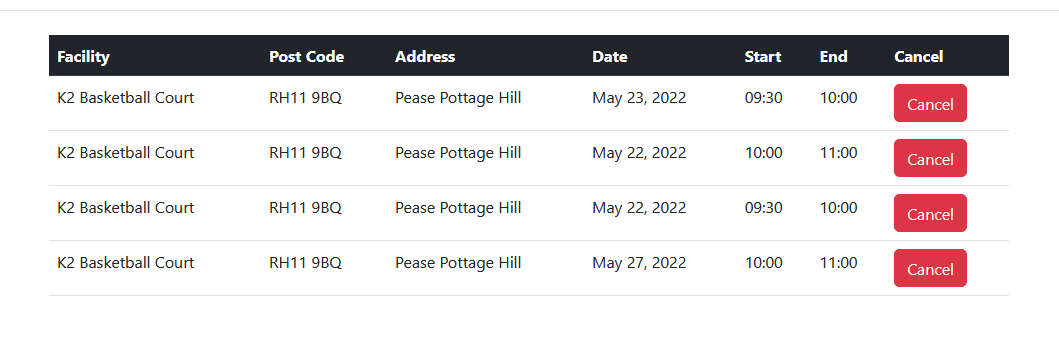 Facility Post Code Address Date Start End Cancel
K2 Basketball Court RH11 9BQ Pease Pottage Hill May 23, 2022 09:30 10:00 Cancel
K2 Basketball Court RH11 9BQ Pease Pottage Hill May 22, 2022 10:00 11:00 Cancel
K2 Basketball Court RH11 9BQ Pease Pottage Hill May 22, 2022 09:30 10:00 Cancel
K2 Basketball Court RH11 9BQ Pease Pottage Hill May 27, 2022 10:00 11:00 Cancel